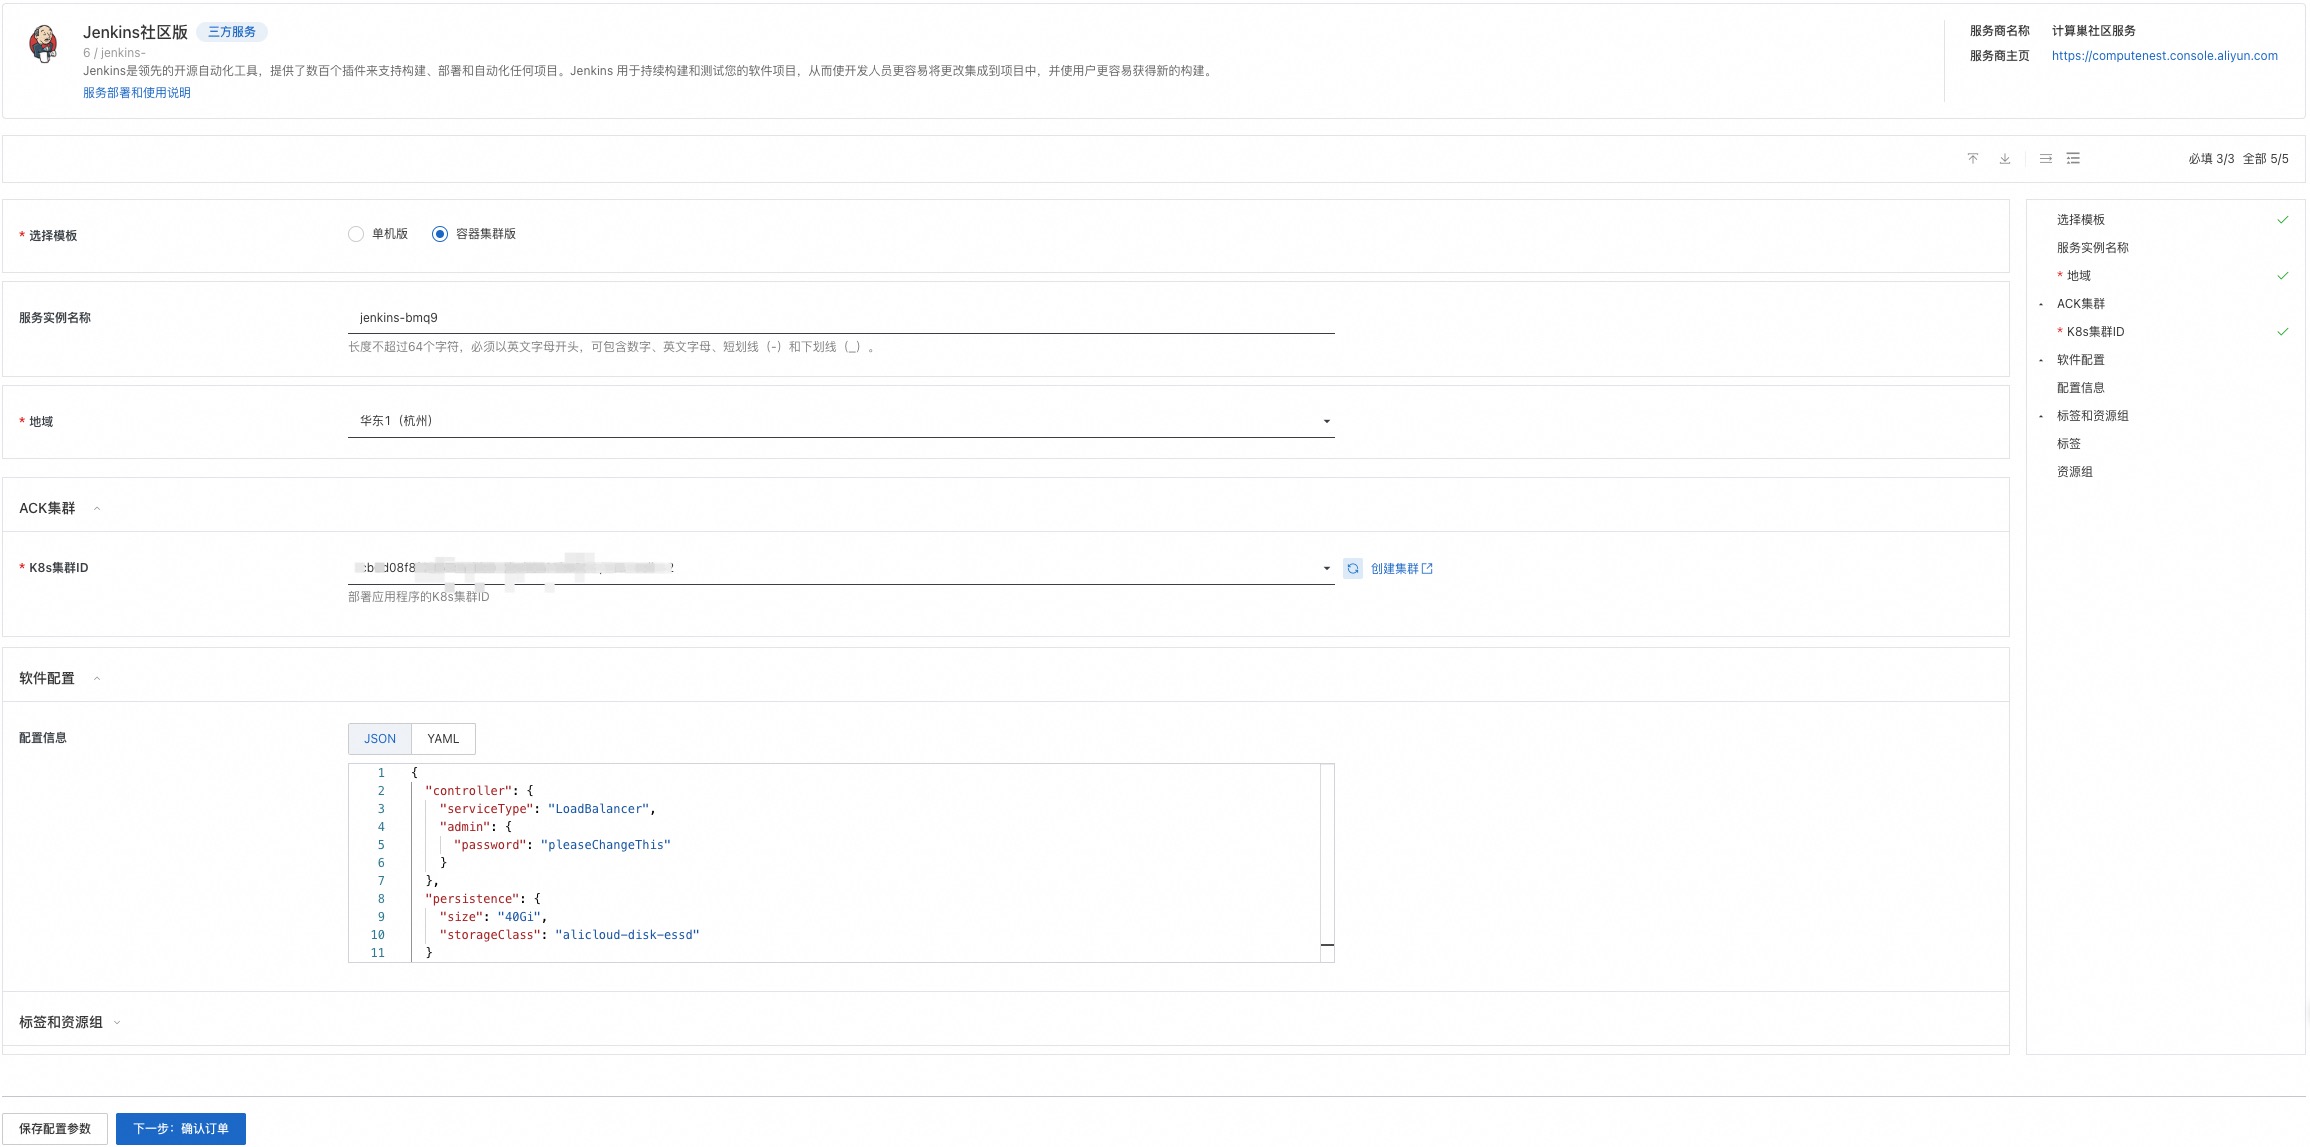 Jenkins社区版 三方服务
6 / jenkins-
Jenkins是领先的开源自动化工具，提供了数百个插件来支持构建、部署和自动化任何项目。Jenkins 用于持续构建和测试您的软件项目，从而使开发人员更容易将更改集成到项目中，并使用户更容易获得新的构建。
服务部署和使用说明
服务商名称 计算巢社区服务
服务商主页 https://computenest.console.aliyun.com
必填 3/3 全部 5/5
* 选择模板 单机版 容器集群版
服务实例名称 jenkins-bmq9
长度不超过64个字符，必须以英文字母开头，可包含数字、英文字母、短划线（-）和下划线（_）。
* 地域 华东1（杭州）
ACK集群
* K8s集群ID 创建集群
部署应用程序的K8s集群ID
软件配置
配置信息 JSON YAML
1 {
2 "controller": {
3 "serviceType": "LoadBalancer",
4 "admin": {
5 "password": "pleaseChangeThis"
6 }
7 },
8 "persistence": {
9 "size": "40Gi",
10 "storageClass": "alicloud-disk-essd"
11 }
标签和资源组
选择模板
服务实例名称
* 地域
ACK集群
* K8s集群ID
软件配置
配置信息
标签和资源组
标签
资源组
保存配置参数 下一步：确认订单